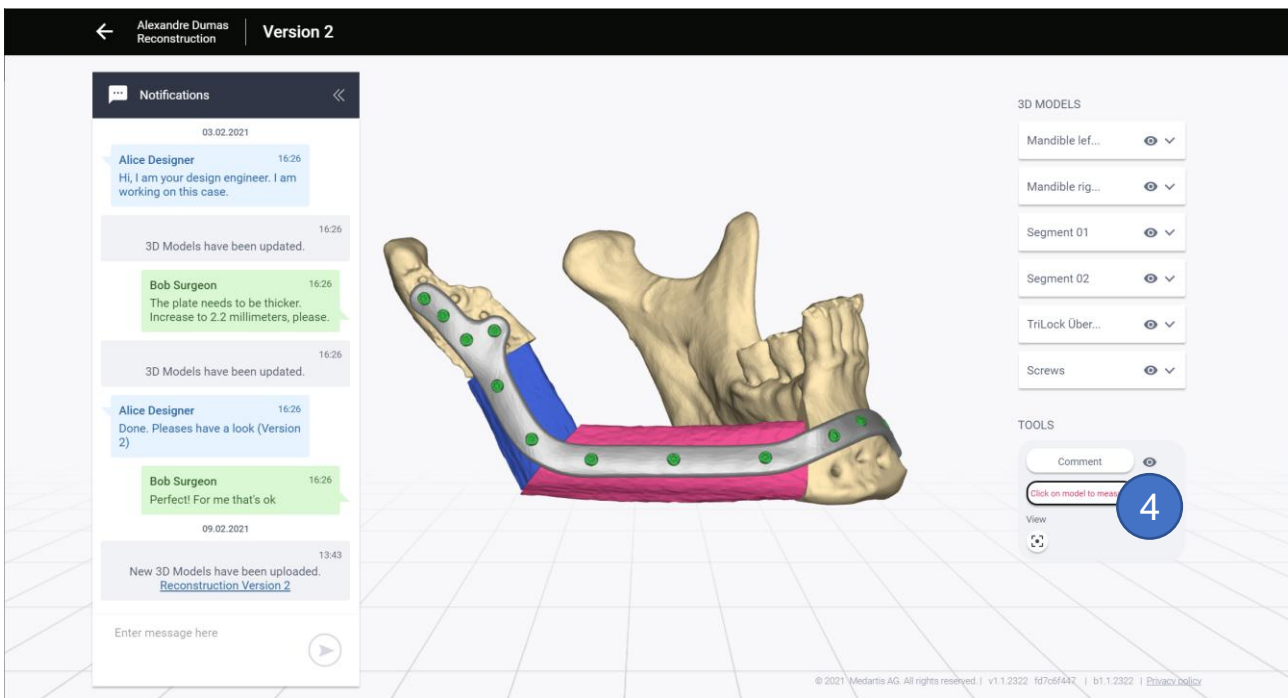 Alexandre Dumas
Reconstruction
Version 2
Notifications
03.02.2021
Alice Designer 16:26
Hi, I am your design engineer. I am
working on this case.
16:26
3D Models have been updated.
Bob Surgeon 16:26
The plate needs to be thicker.
Increase to 2.2 millimeters, please.
16:26
3D Models have been updated.
Alice Designer 16:26
Done. Pleases have a look (Version
2)
Bob Surgeon 16:26
Perfect! For me that's ok
09.02.2021
13:43
New 3D Models have been uploaded.
Reconstruction Version 2
Enter message here
3D MODELS
Mandible lef...
Mandible rig...
Segment 01
Segment 02
TriLock Über...
Screws
TOOLS
Comment
Click on model to meas
4
View
© 2021 Medartis AG. All rights reserved. | v1.1.2322 fd7c6f447 | b1.1.2322 | Privacy policy